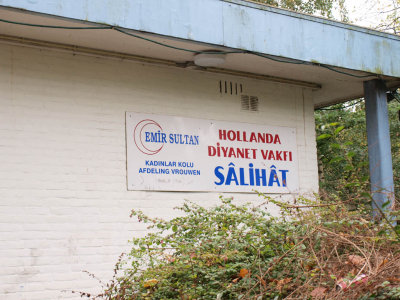 EMİR SULTAN
KADINLAR KOLU
AFDELING VROUWEN
HOLLANDA
DİYANET VAKFI
SÂLİHÂT